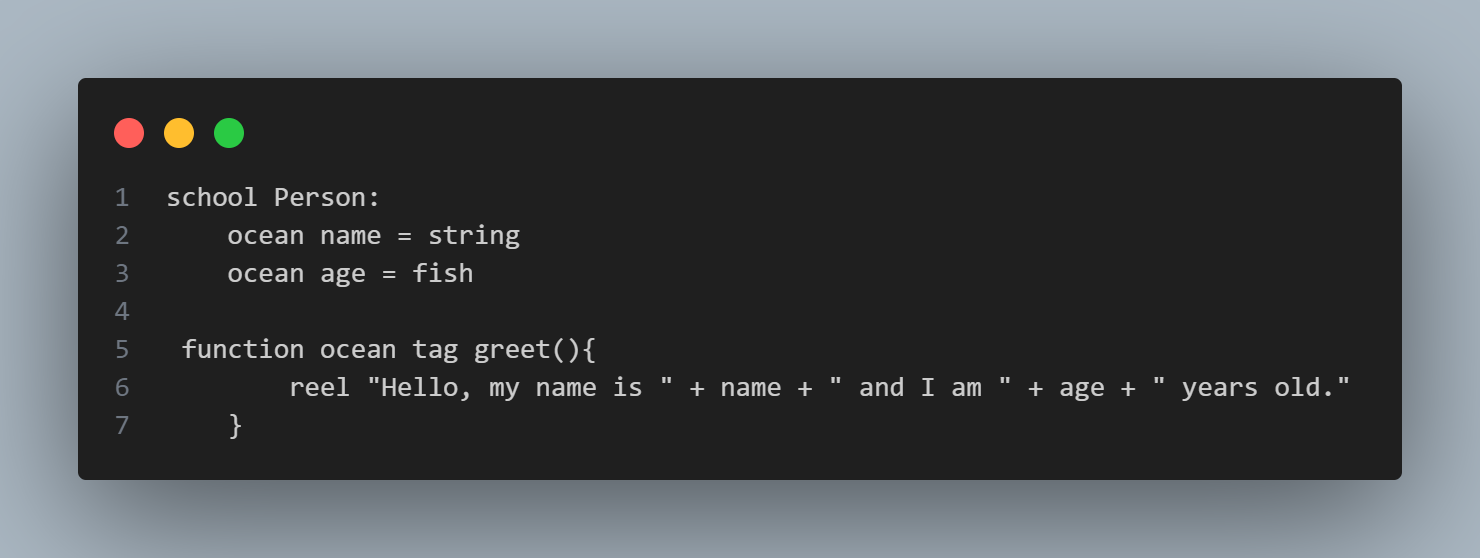 1 school Person:
2     ocean name = string
3     ocean age = fish
4
5  function ocean tag greet(){
6         reel "Hello, my name is " + name + " and I am " + age + " years old."
7     }